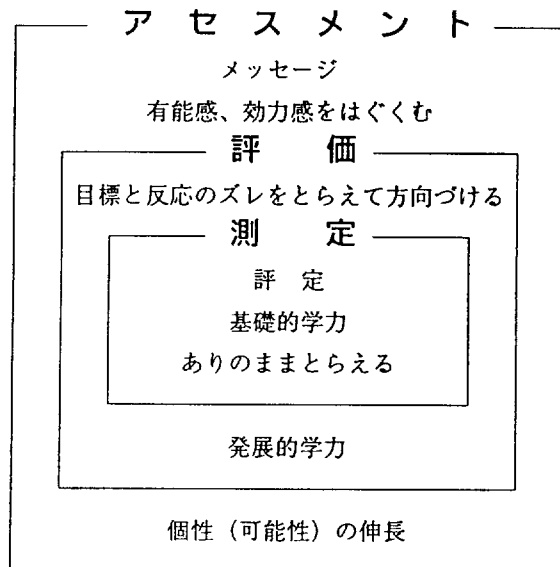 アセスメント
メッセージ
有能感、効力感をはぐくむ
評価
目標と反応のズレをとらえて方向づける
測定
評定
基礎的学力
ありのままとらえる
発展的学力
個性（可能性）の伸長